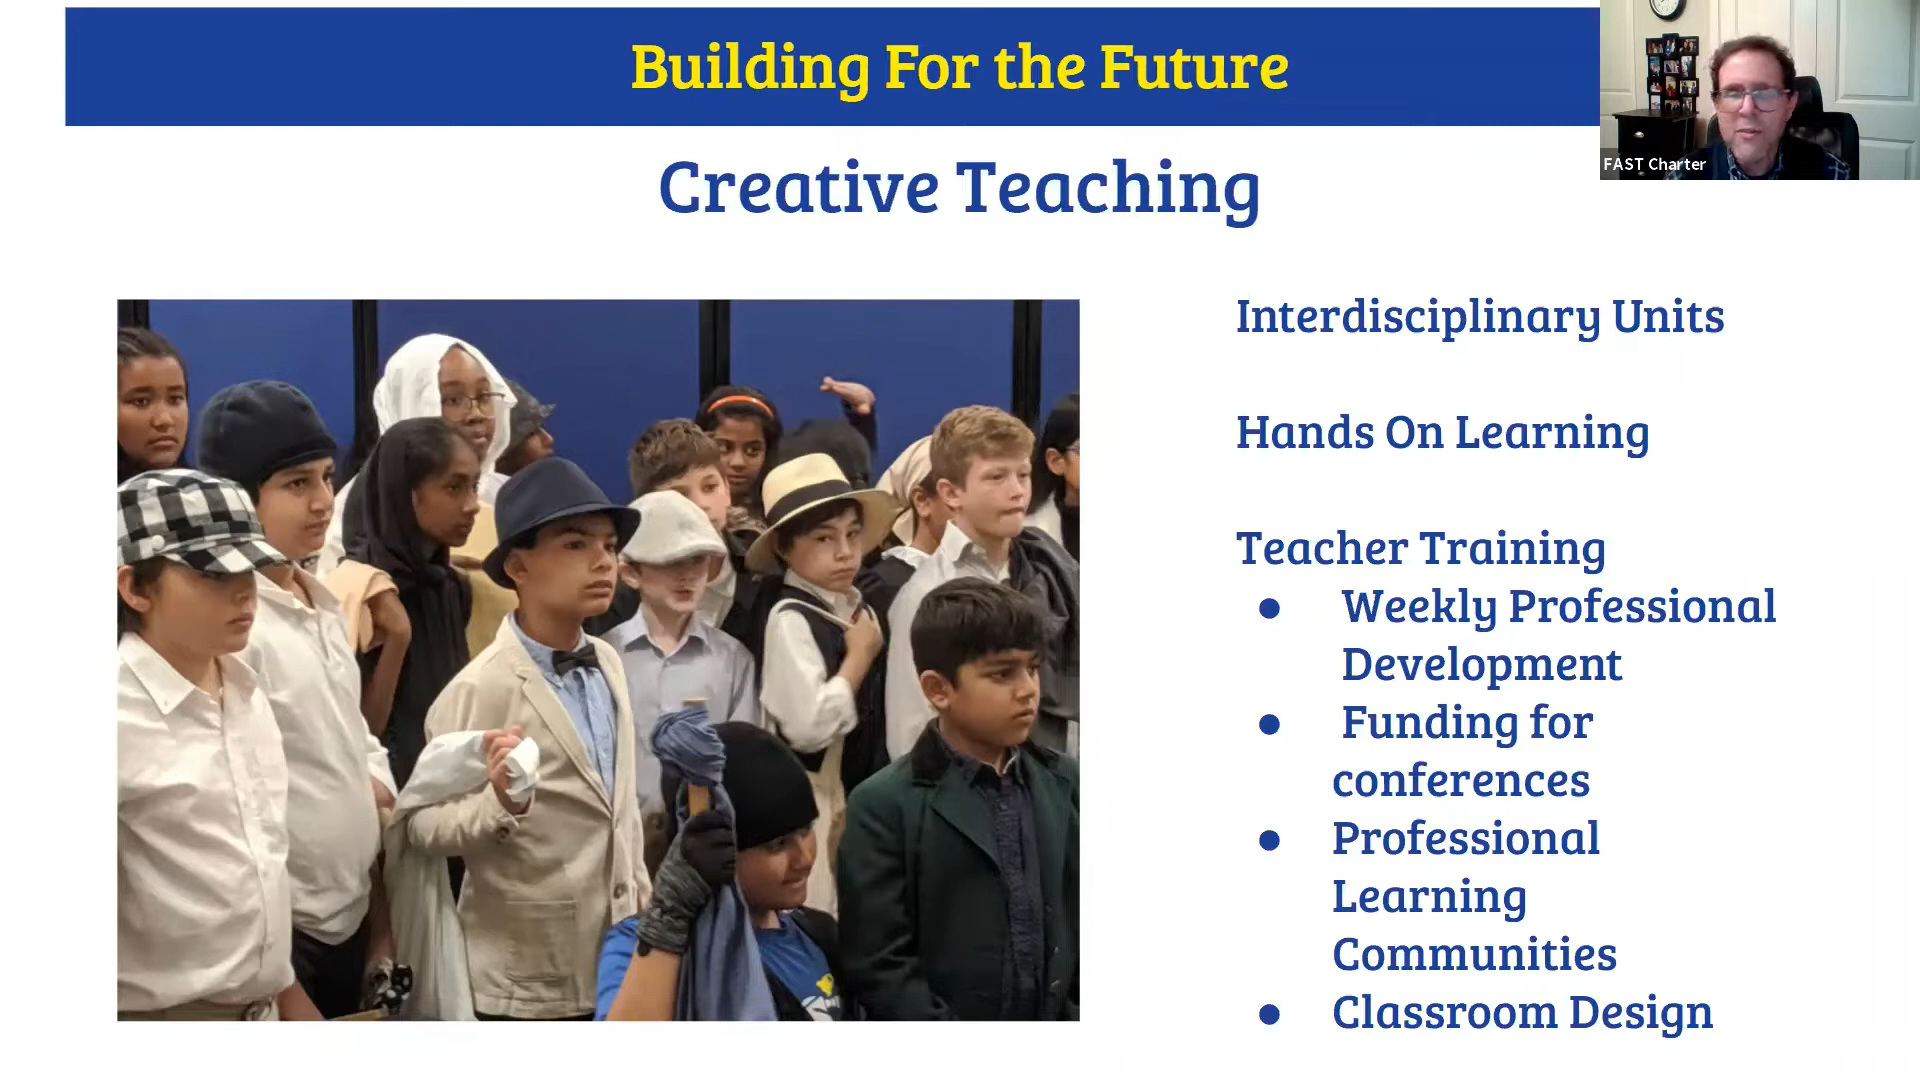 Building For the Future
FAST Charter
Creative Teaching
Interdisciplinary Units
Hands On Learning
Teacher Training
● Weekly Professional
Development
● Funding for
conferences
● Professional
Learning
Communities
● Classroom Design